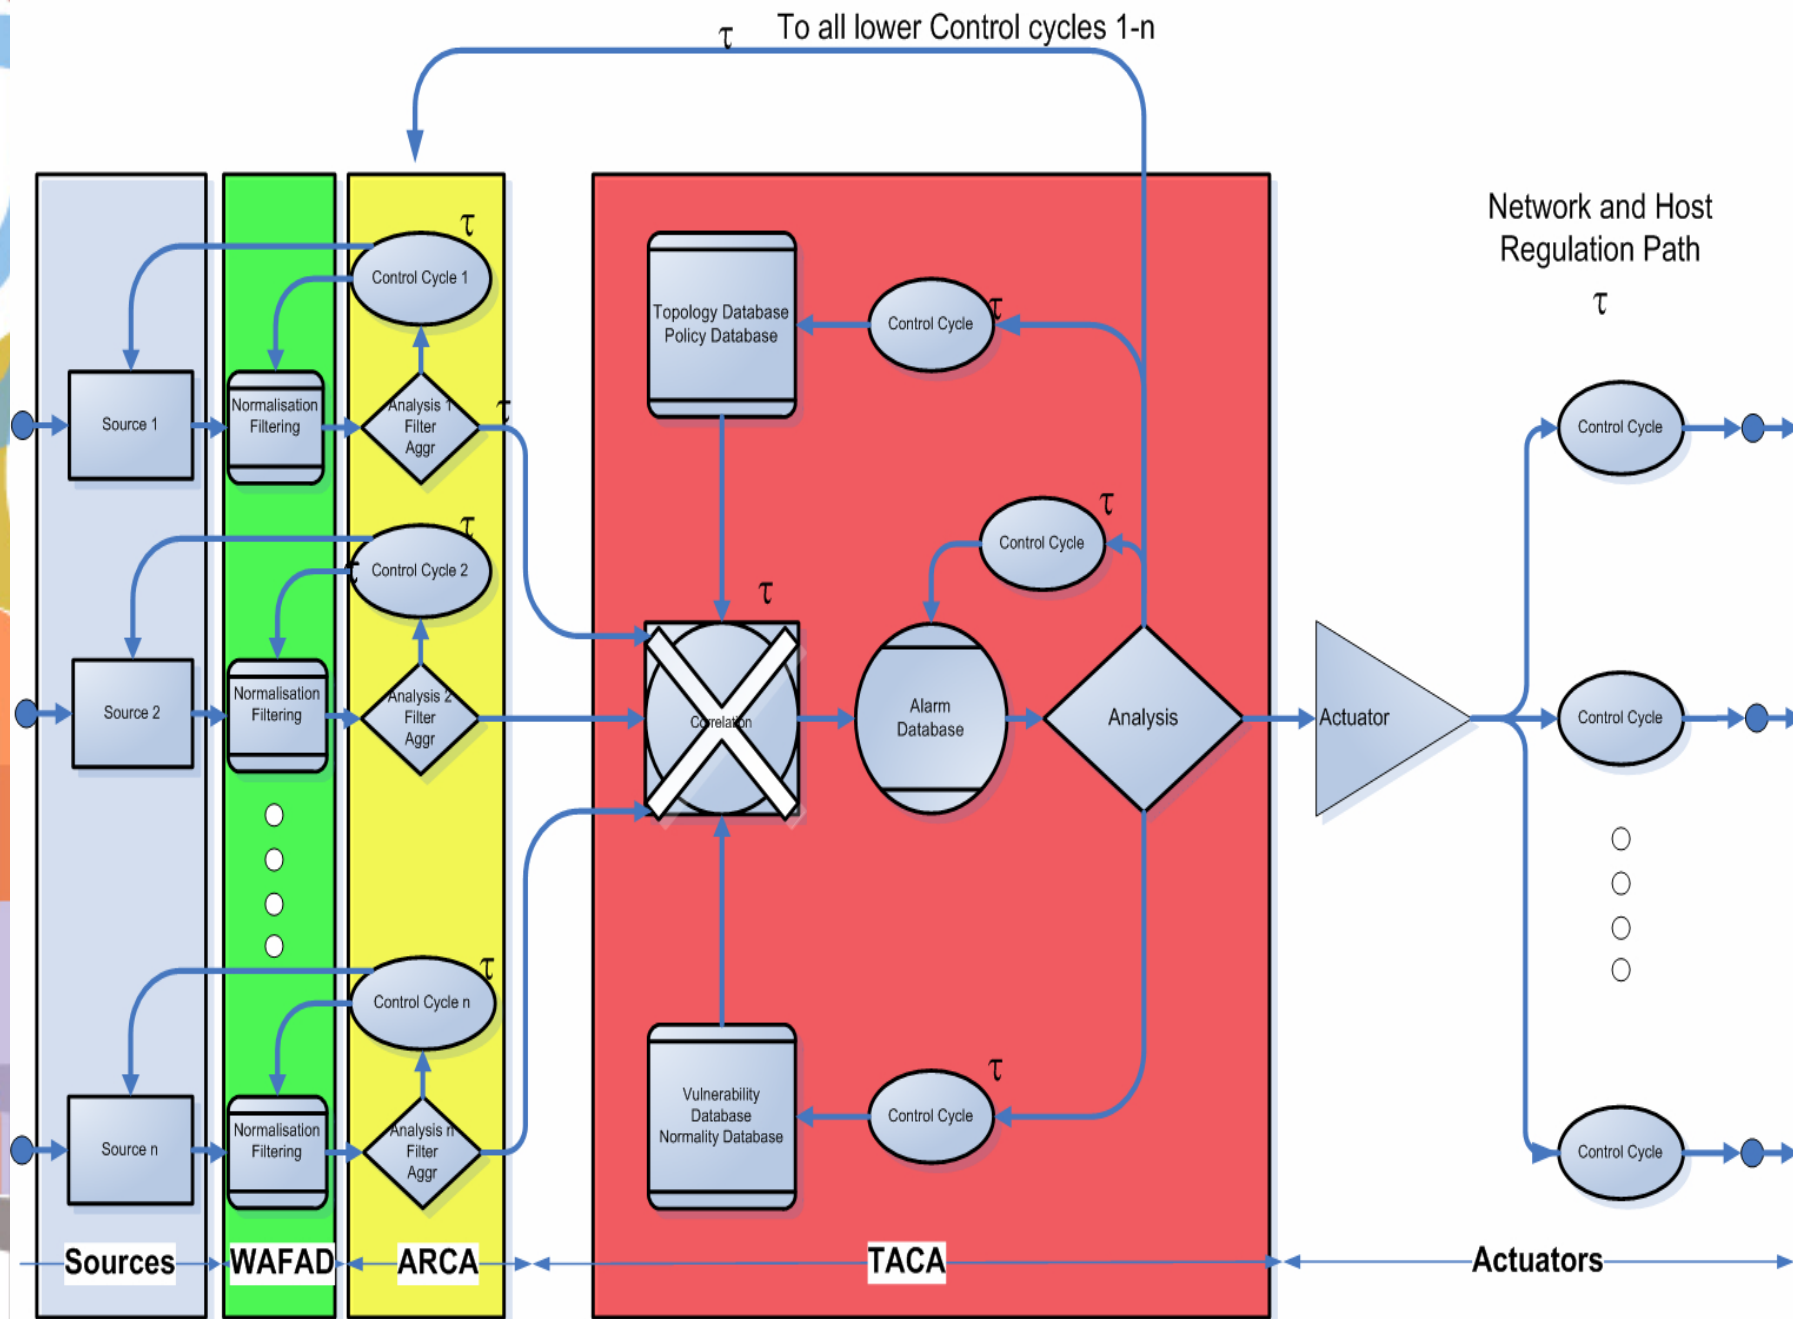 τ To all lower Control cycles 1-n
Network and Host
Regulation Path
τ
τ
Control Cycle 1
Source 1
Normalisation
Filtering
Analysis 1
Filter
Aggr
τ
τ
Control Cycle 2
τ
Source 2
Normalisation
Filtering
Analysis 2
Filter
Aggr
τ
Control Cycle n
Source n
Normalisation
Filtering
Analysis n
Filter
Aggr
Topology Database
Policy Database
Control Cycle
τ
Control Cycle
τ
τ
Correlation
Alarm
Database
Analysis
Vulnerability
Database
Normality Database
Control Cycle
τ
Actuator
Control Cycle
Control Cycle
Control Cycle
Sources
WAFAD
ARCA
TACA
Actuators